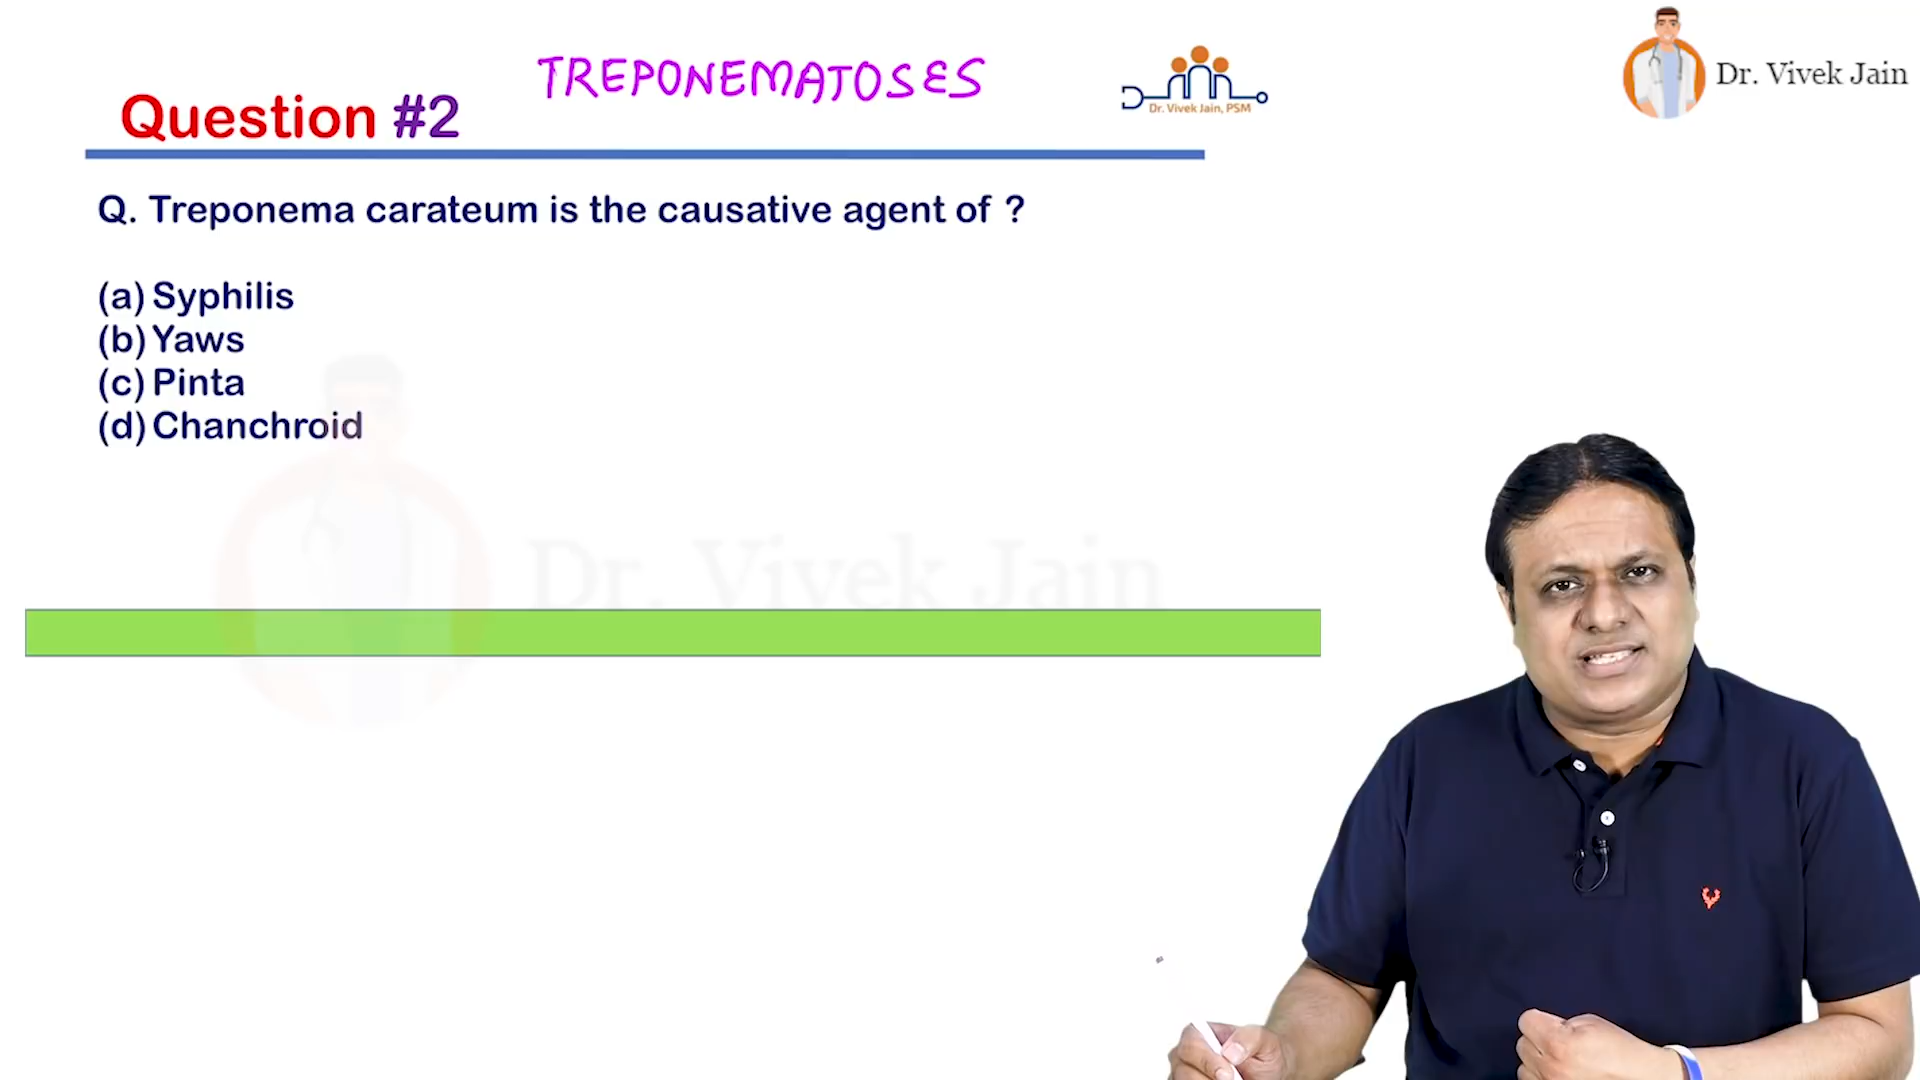 TREPONEMATOSES
Question #2
Dr. Vivek Jain, PSM
Dr. Vivek Jain
Q. Treponema carateum is the causative agent of ?
(a) Syphilis
(b) Yaws
(c) Pinta
(d) Chanchroid
Dr. Vivek Jain